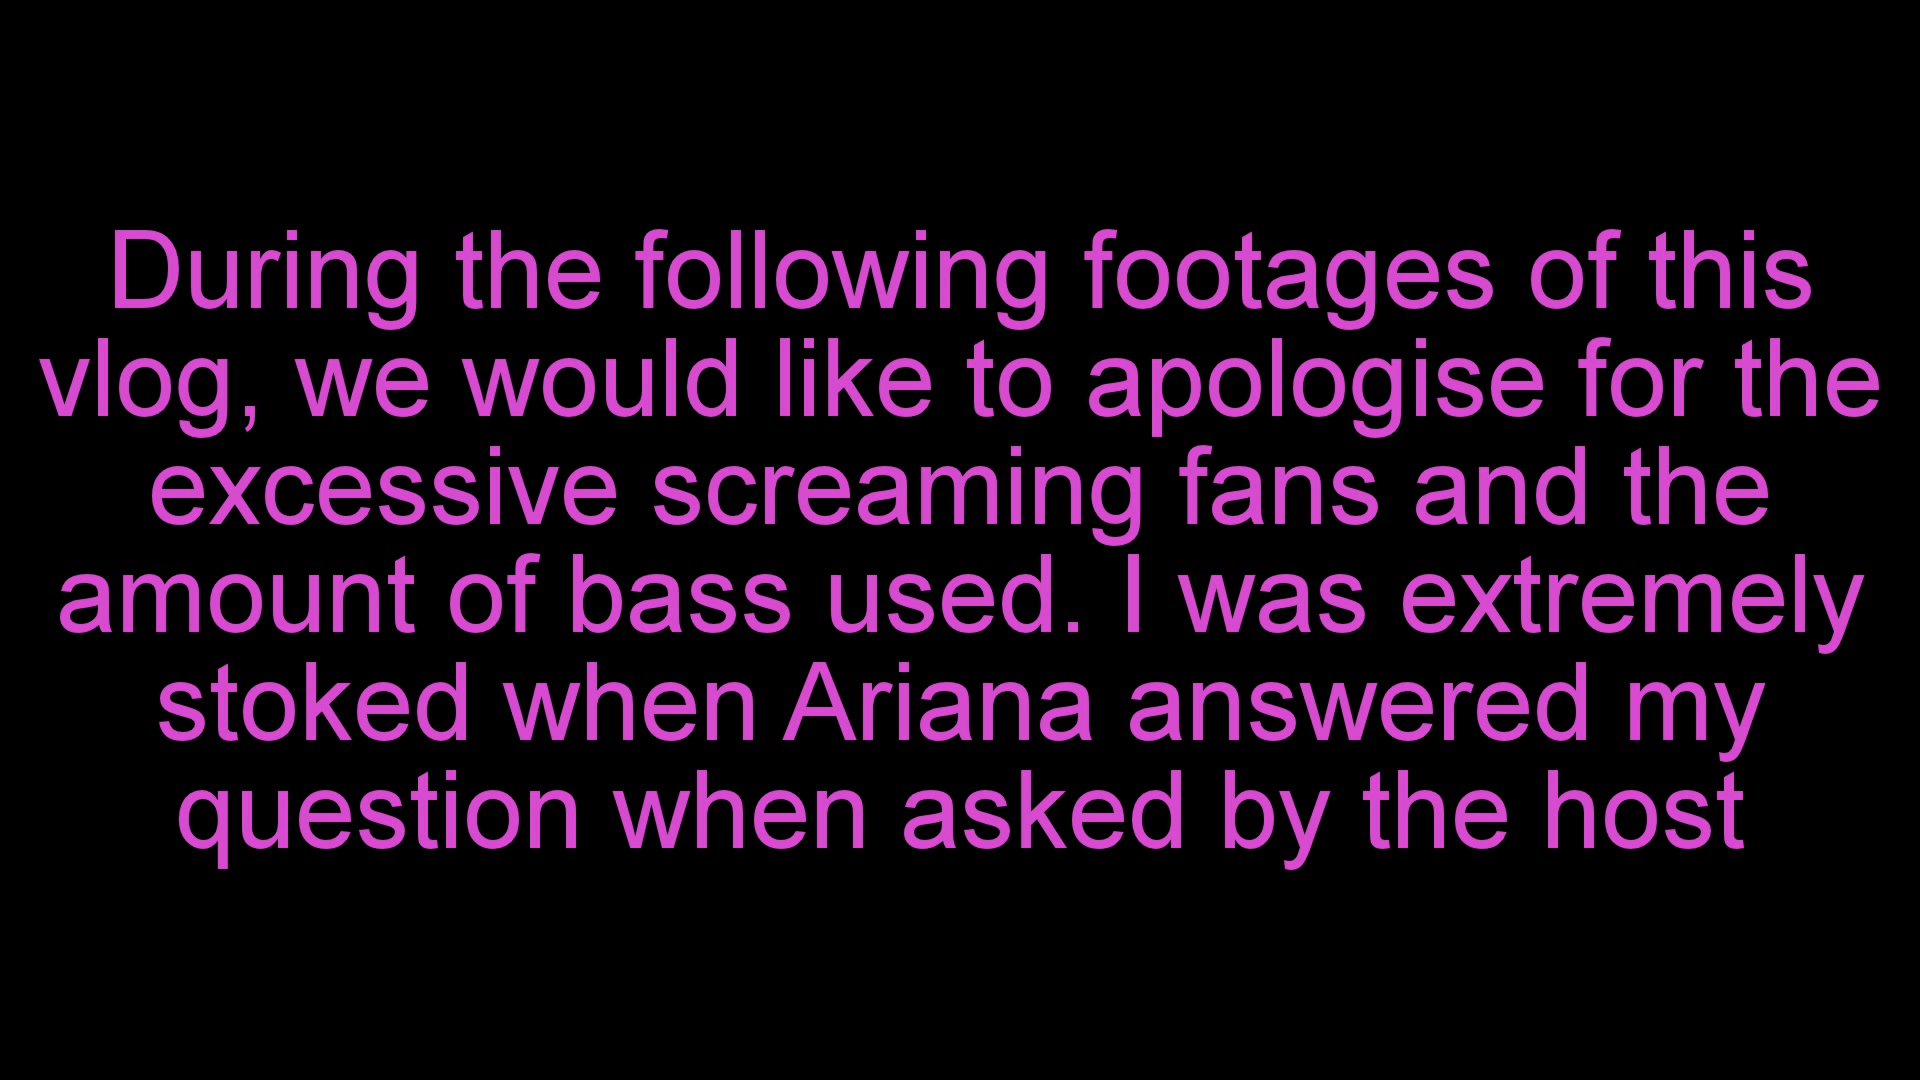 During the following footages of this
vlog, we would like to apologise for the
excessive screaming fans and the
amount of bass used. I was extremely
stoked when Ariana answered my
question when asked by the host